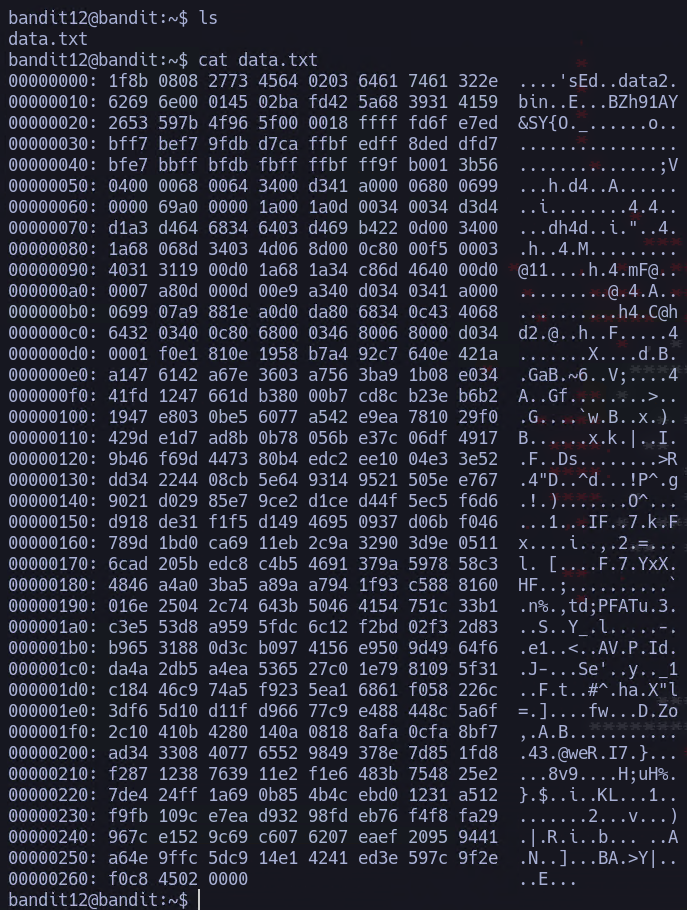 bandit12@bandit:~$ ls
data.txt
bandit12@bandit:~$ cat data.txt
00000000: 1f8b 0808 2773 4564 0203 6461 7461 322e  ....'sEd..data2.
00000010: 6269 6e00 0145 02ba fd42 5a68 3931 4159  bin..E...BZh91AY
00000020: 2653 597b 4f96 5f00 0018 ffff fd6f e7ed  &SY{O._......o..
00000030: bff7 bef7 9fdb d7ca ffbf edff 8ded dfd7  ................
00000040: bfe7 bbff bfdb fbff ffbf ff9f b001 3b56  ..............;V
00000050: 0400 0068 0064 3400 d341 a000 0680 0699  ...h.d4..A......
00000060: 0000 69a0 0000 1a00 1a0d 0034 0034 d3d4  ..i........4.4..
00000070: d1a3 d464 6834 6403 d469 b422 0d00 3400  ...dh4d..i."..4.
00000080: 1a68 068d 3403 4d06 8d00 0c80 00f5 0003  .h..4.M.........
00000090: 4031 3119 00d0 1a68 1a34 c86d 4640 00d0  @11....h.4.mF@..
000000a0: 0007 a80d 000d 00e9 a340 d034 0341 a000  .........@.4.A..
000000b0: 0699 07a9 881e a0d0 da80 6834 0c43 4068  ..........h4.C@h
000000c0: 6432 0340 0c80 6800 0346 8006 8000 d034  d2.@..h..F.....4
000000d0: 0001 f0e1 810e 1958 b7a4 92c7 640e 421a  .......X....d.B.
000000e0: a147 6142 a67e 3603 a756 3ba9 1b08 e034  .GaB.~6..V;....4
000000f0: 41fd 1247 661d b380 00b7 cd8c b23e b6b2  A..Gf........>..
00000100: 1947 e803 0be5 6077 a542 e9ea 7810 29f0  .G....`w.B..x.).
00000110: 429d e1d7 ad8b 0b78 056b e37c 06df 4917  B......x.k.|..I.
00000120: 9b46 f69d 4473 80b4 edc2 ee10 04e3 3e52  .F..Ds........>R
00000130: dd34 2244 08cb 5e64 9314 9521 505e e767  .4"D..^d...!P^.g
00000140: 9021 d029 85e7 9ce2 d1ce d44f 5ec5 f6d6  .!.).......O^...
00000150: d918 de31 f1f5 d149 4695 0937 d06b f046  ...1...IF..7.k.F
00000160: 789d 1bd0 ca69 11eb 2c9a 3290 3d9e 0511  x....i..,.2.=...
00000170: 6cad 205b edc8 c4b5 4691 379a 5978 58c3  l. [....F.7.YxX.
00000180: 4846 a4a0 3ba5 a89a a794 1f93 c588 8160  HF..;..........`
00000190: 016e 2504 2c74 643b 5046 4154 751c 33b1  .n%.,td;PFATu.3.
000001a0: c3e5 53d8 a959 5fdc 6c12 f2bd 02f3 2d83  ..S..Y_.l.....-.
000001b0: b965 3188 0d3c b097 4156 e950 9d49 64f6  .e1..<..AV.P.Id.
000001c0: da4a 2db5 a4ea 5365 27c0 1e79 8109 5f31  .J-...Se'..y.._1
000001d0: c184 46c9 74a5 f923 5ea1 6861 f058 226c  ..F.t..#^.ha.X"l
000001e0: 3df6 5d10 d11f d966 77c9 e488 448c 5a6f  =.]....fw...D.Zo
000001f0: 2c10 410b 4280 140a 0818 8afa 0cfa 8bf7  ,.A.B...........
00000200: ad34 3308 4077 6552 9849 378e 7d85 1fd8  .43.@weR.I7.}...
00000210: f287 1238 7639 11e2 f1e6 483b 7548 25e2  ...8v9....H;uH%.
00000220: 7de4 24ff 1a69 0b85 4b4c ebd0 1231 a512  }.$..i..KL...1..
00000230: f9fb 109c e7ea d932 98fd eb76 f4f8 fa29  .......2...v...)
00000240: 967c e152 9c69 c607 6207 eaef 2095 9441  .|.R.i..b... ..A
00000250: a64e 9ffc 5dc9 14e1 4241 ed3e 597c 9f2e  .N..]...BA.>Y|..
00000260: f0c8 4502 0000                           ..E...
bandit12@bandit:~$